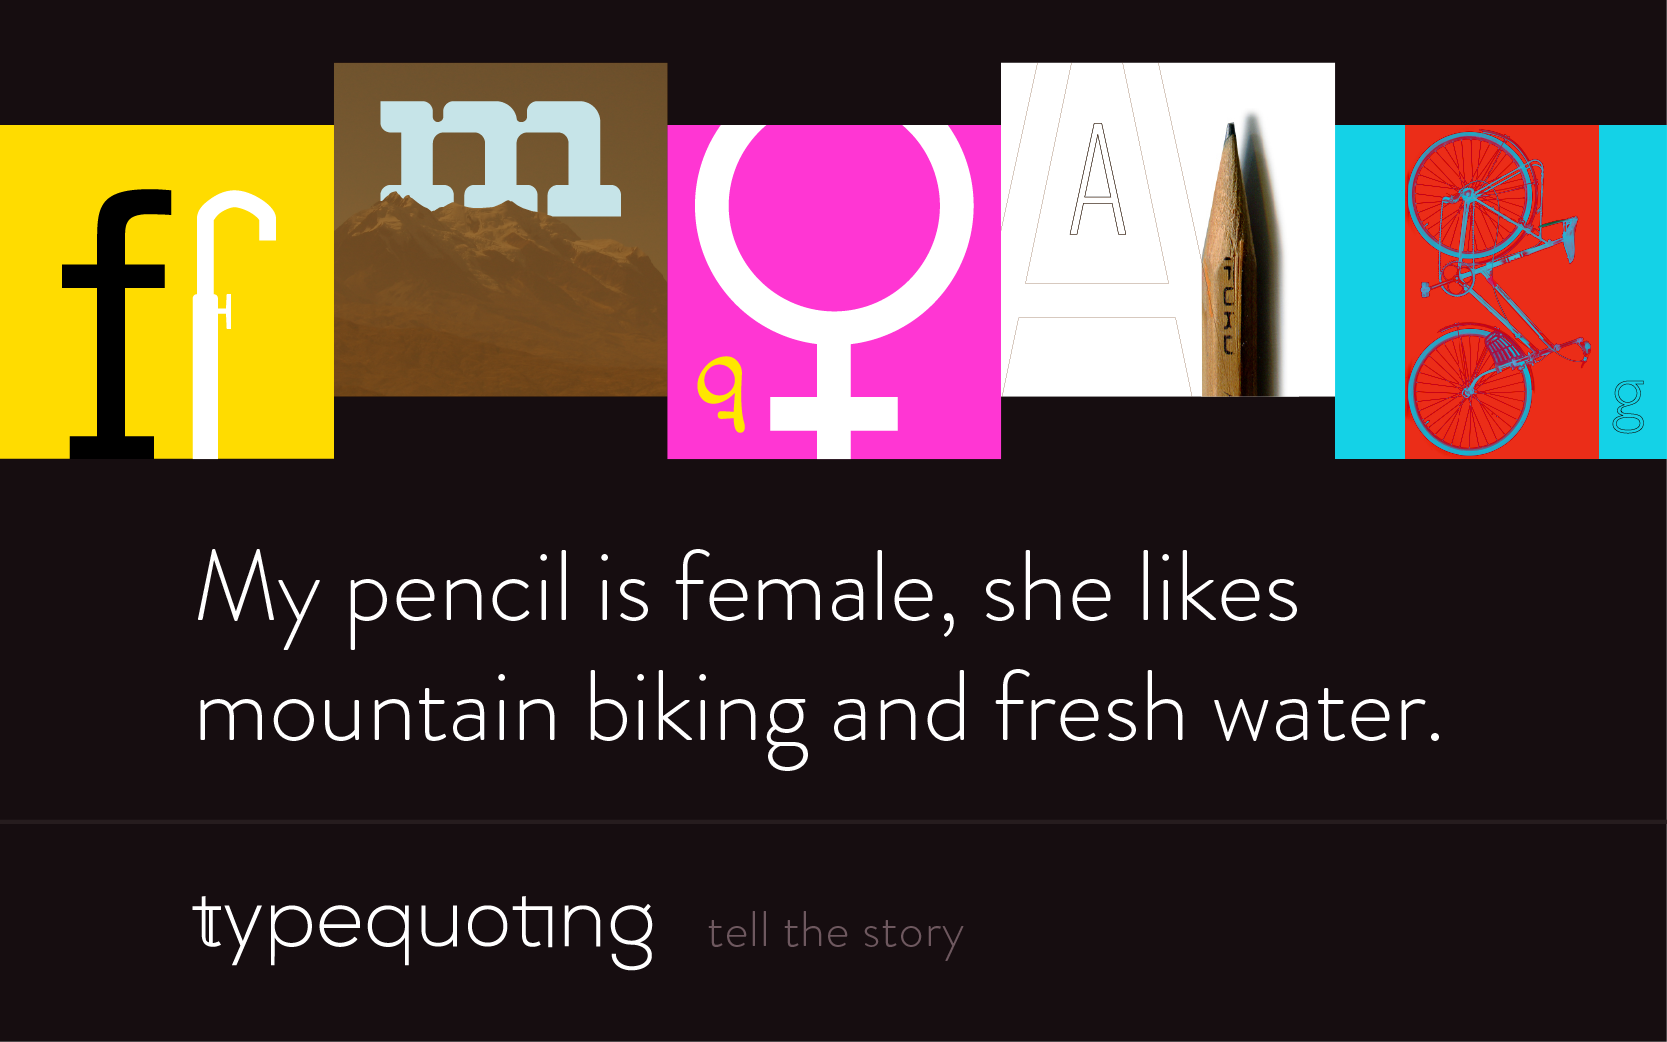 f
m
q
A
g
My pencil is female, she likes
mountain biking and fresh water.
typequoting
tell the story